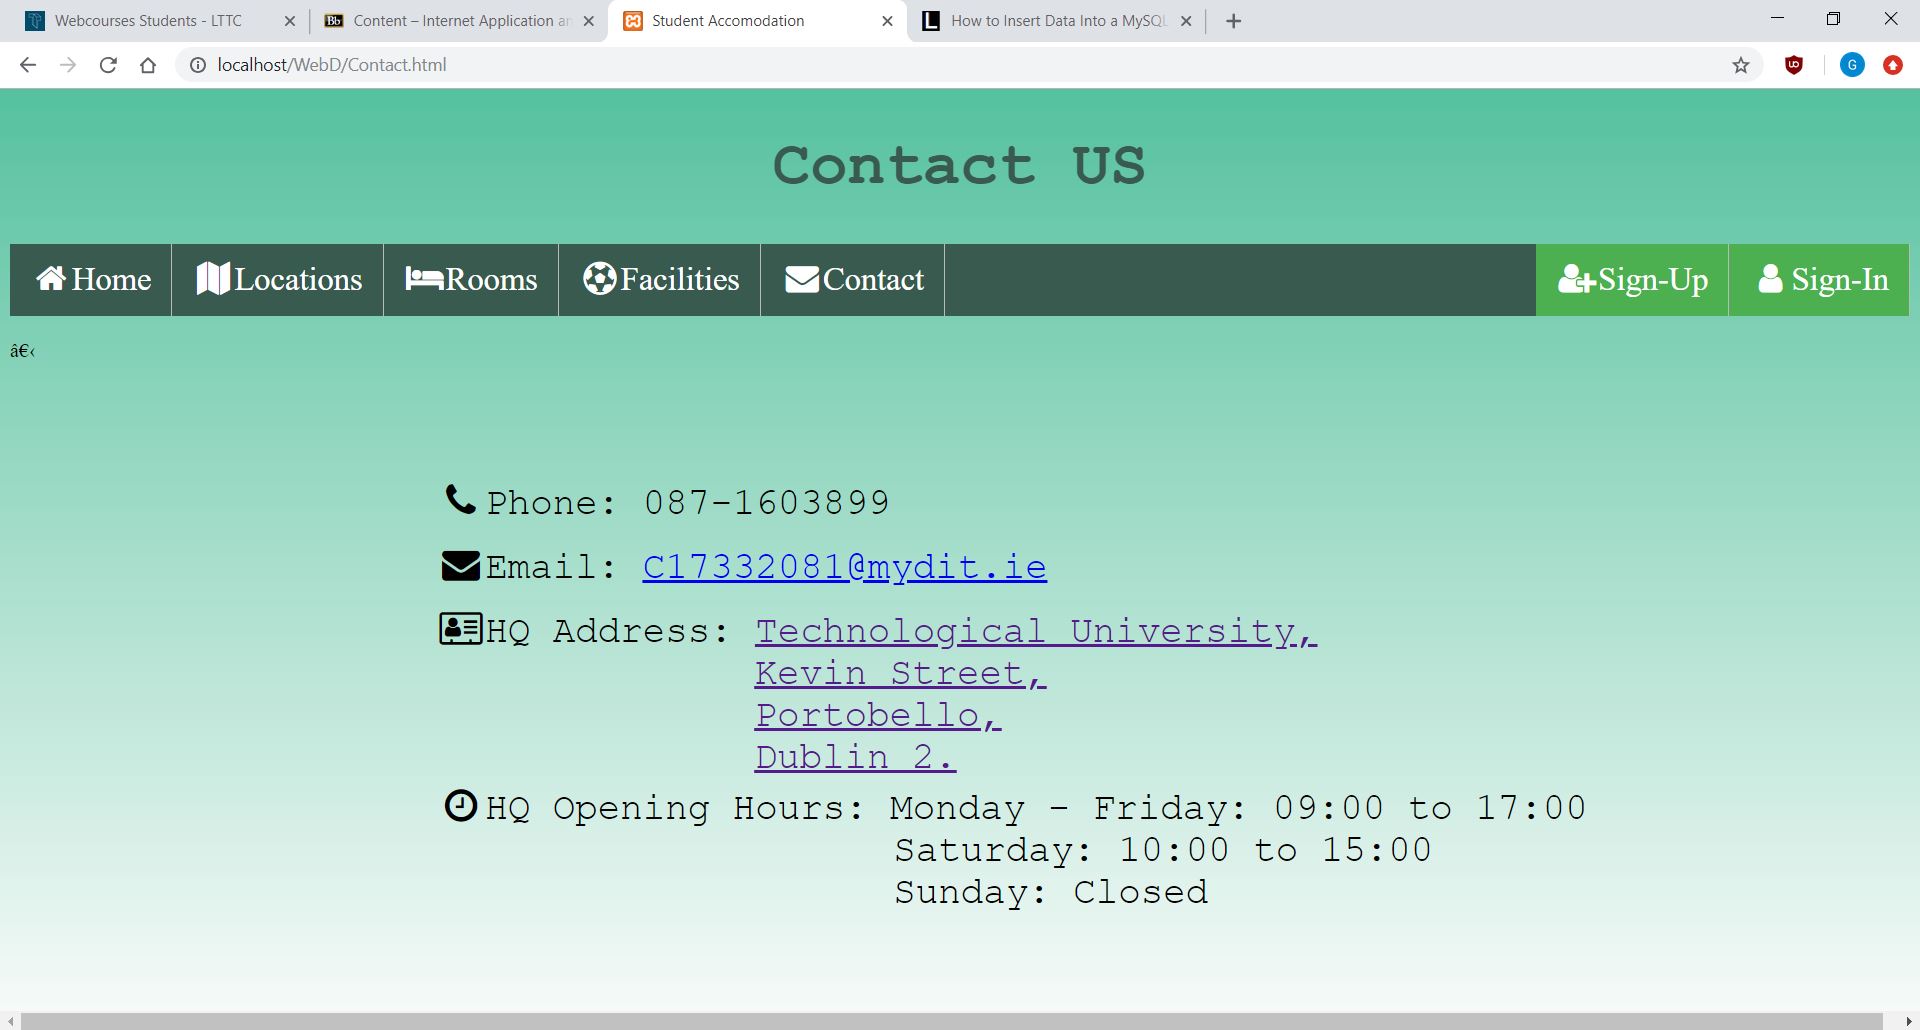 Webcourses Students - LTTC
Content – Internet Application an
Student Accomodation
How to Insert Data Into a MySQL
localhost/WebD/Contact.html
G
Contact US
Home Locations Rooms Facilities Contact Sign-Up Sign-In
â€‹
Phone: 087-1603899
Email: C17332081@mydit.ie
HQ Address: Technological University,
Kevin Street,
Portobello,
Dublin 2.
HQ Opening Hours: Monday - Friday: 09:00 to 17:00
Saturday: 10:00 to 15:00
Sunday: Closed